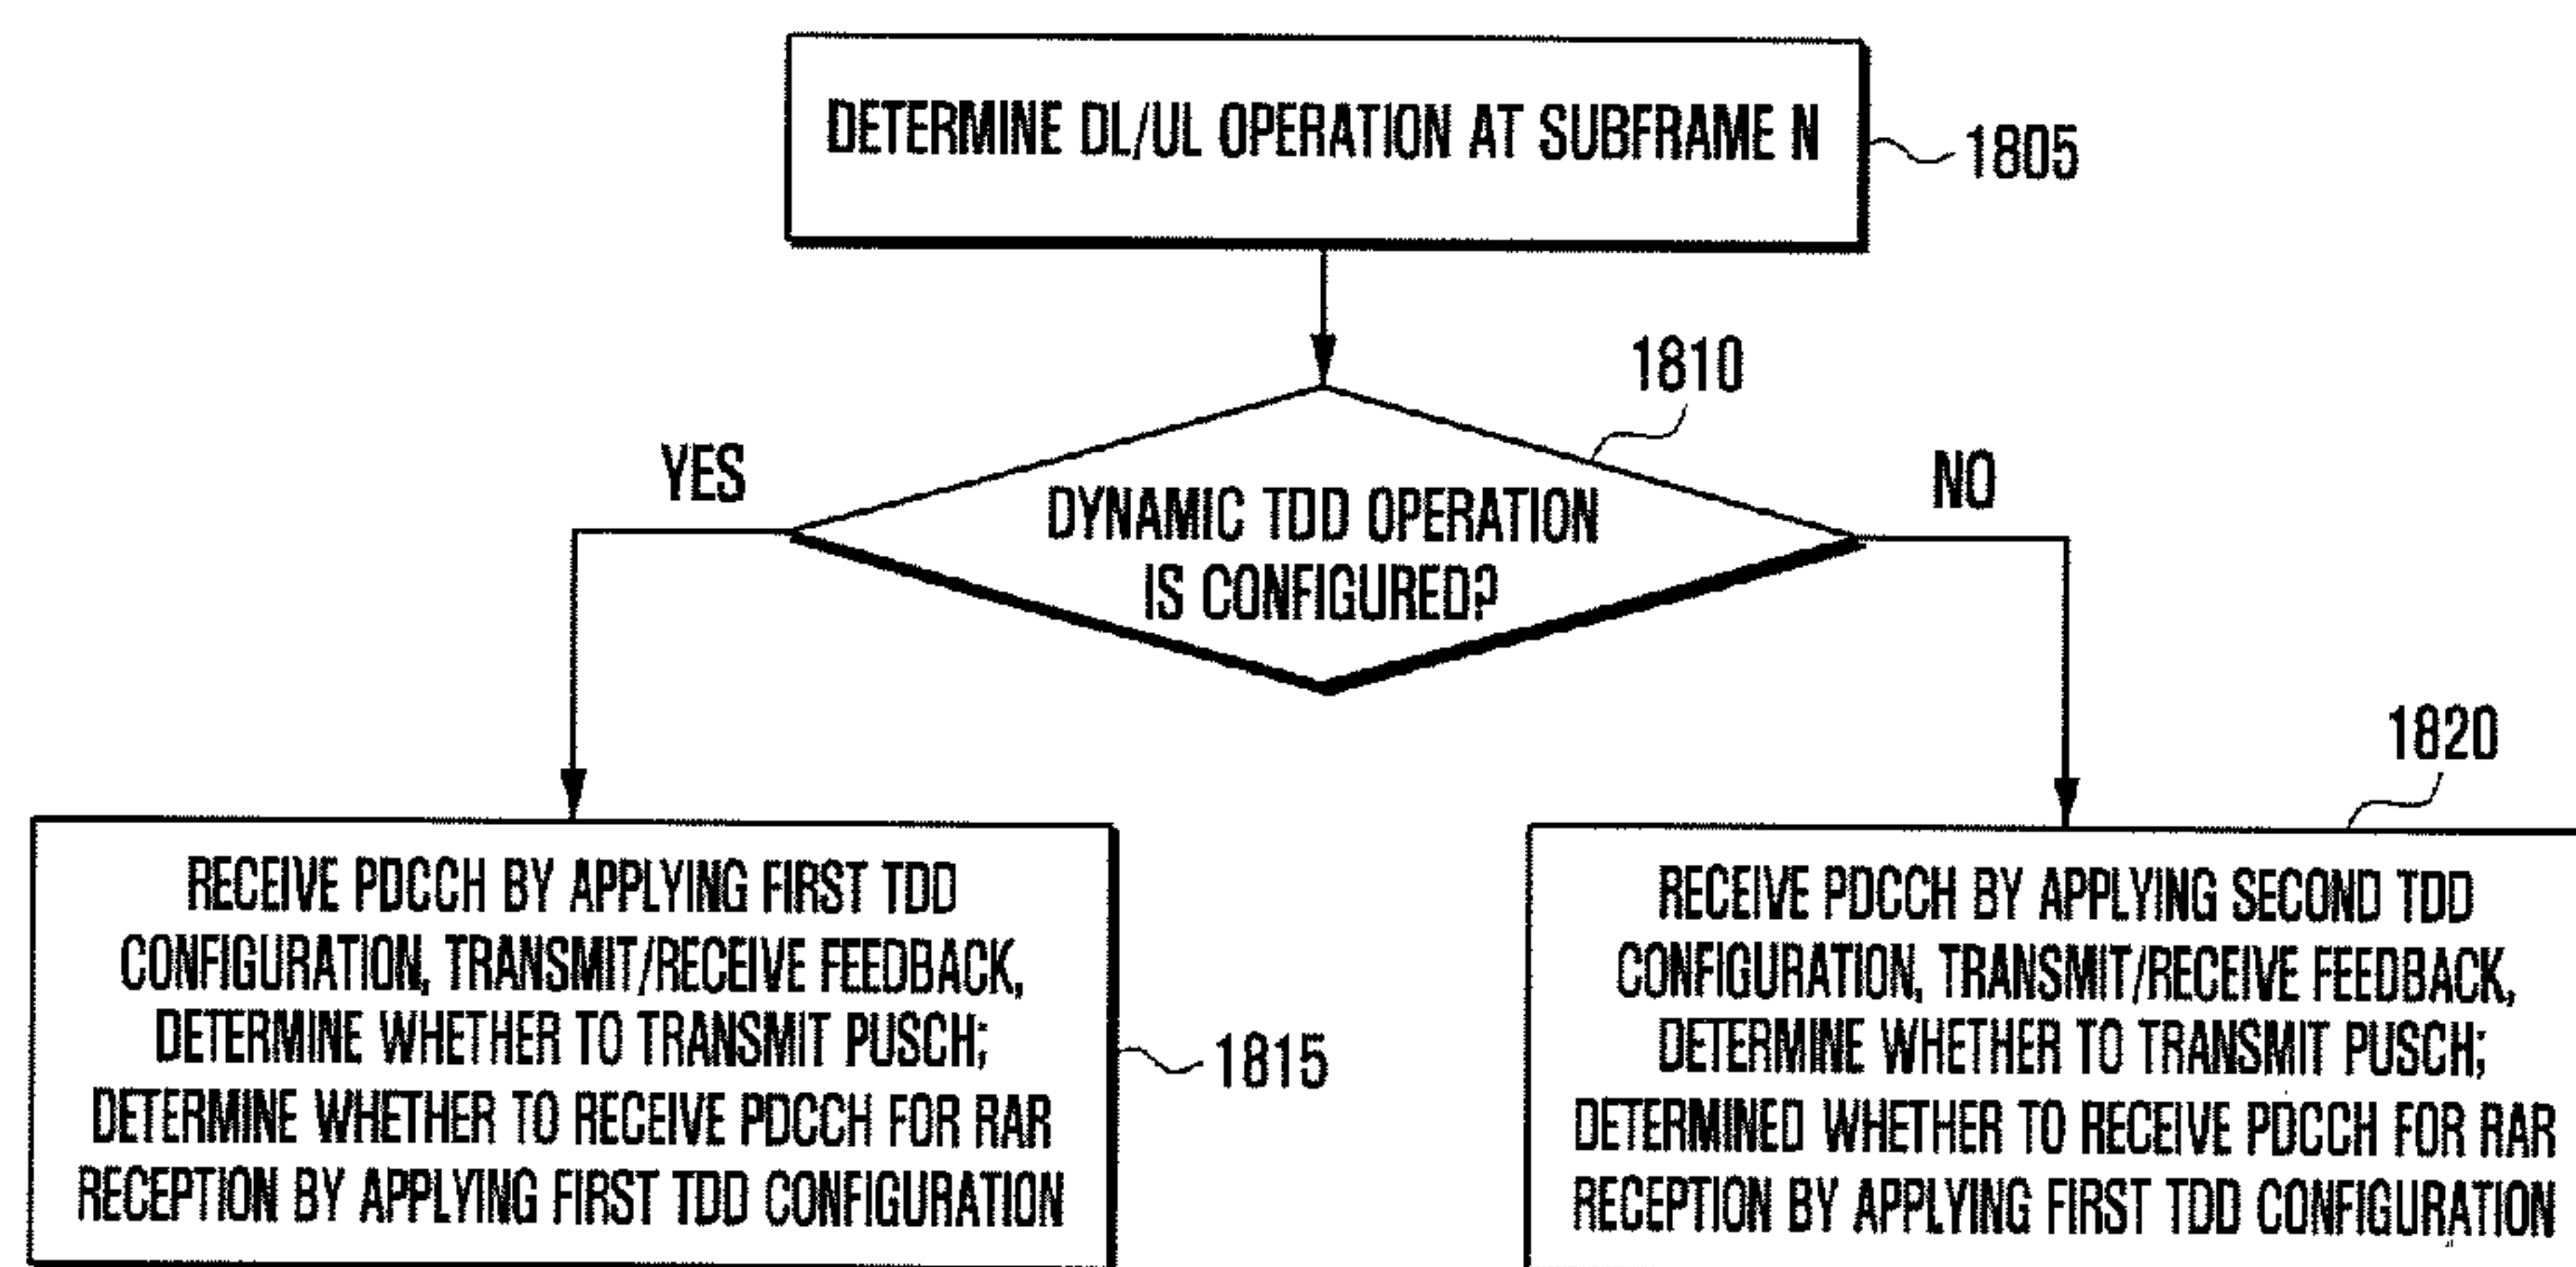 DETERMINE DL/UL OPERATION AT SUBFRAME N
1805
1810
YES
NO
DYNAMIC TDD OPERATION
IS CONFIGURED?
1820
RECEIVE PDCCH BY APPLYING FIRST TDD
CONFIGURATION, TRANSMIT/RECEIVE FEEDBACK,
DETERMINE WHETHER TO TRANSMIT PUSCH;
DETERMINE WHETHER TO RECEIVE PDCCH FOR RAR
RECEPTION BY APPLYING FIRST TDD CONFIGURATION
1815
RECEIVE PDCCH BY APPLYING SECOND TDD
CONFIGURATION, TRANSMIT/RECEIVE FEEDBACK,
DETERMINE WHETHER TO TRANSMIT PUSCH;
DETERMINED WHETHER TO RECEIVE PDCCH FOR RAR
RECEPTION BY APPLYING FIRST TDD CONFIGURATION